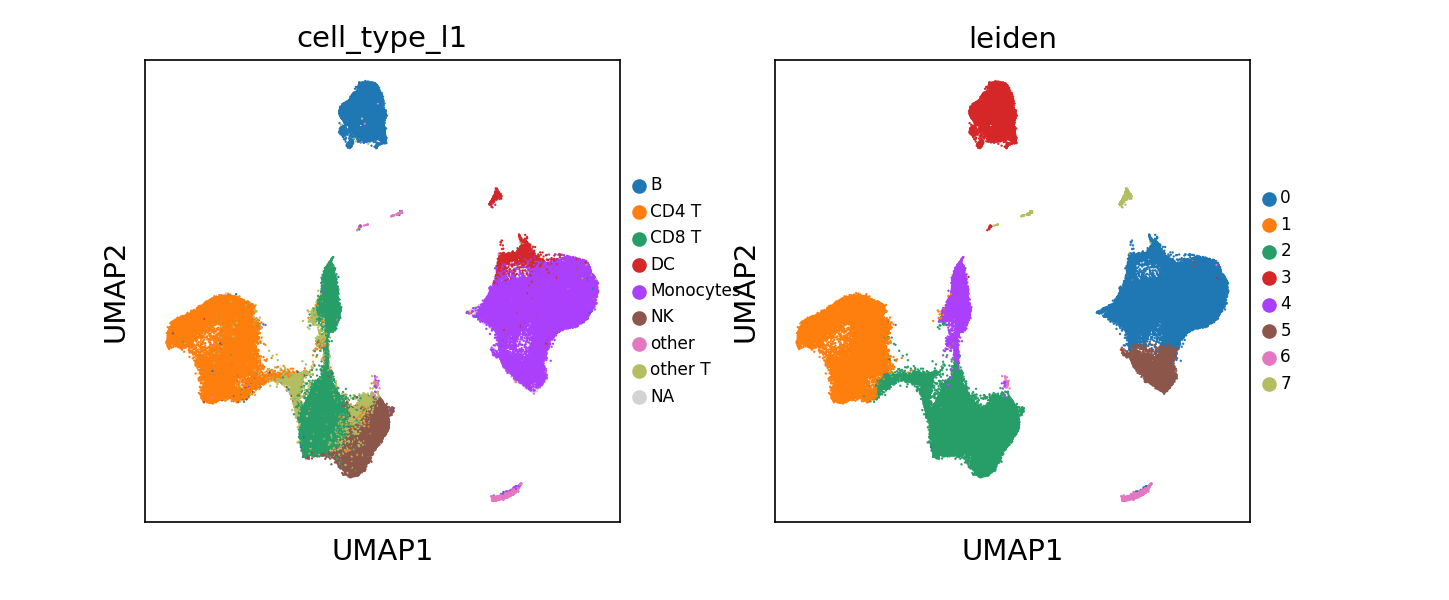 cell_type_l1
UMAP2
UMAP1
B
CD4 T
CD8 T
DC
Monocytes
NK
other
other T
NA
leiden
UMAP2
UMAP1
0
1
2
3
4
5
6
7